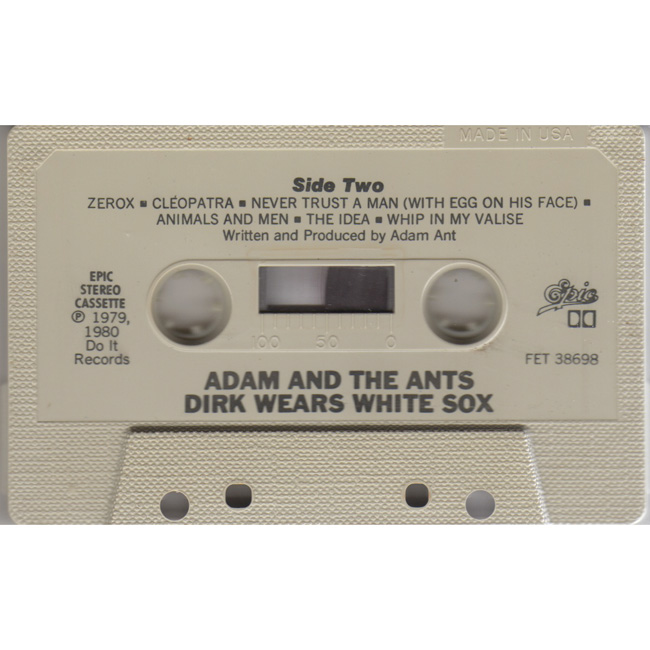 MADE IN USA
Side Two
ZEROX ▪ CLÉOPATRA ▪ NEVER TRUST A MAN (WITH EGG ON HIS FACE) ▪
ANIMALS AND MEN ▪ THE IDEA ▪ WHIP IN MY VALISE
Written and Produced by Adam Ant
EPIC
STEREO
CASSETTE
℗ 1979,
1980
Do It
Records
Epic
100 50 0
FET 38698
ADAM AND THE ANTS
DIRK WEARS WHITE SOX